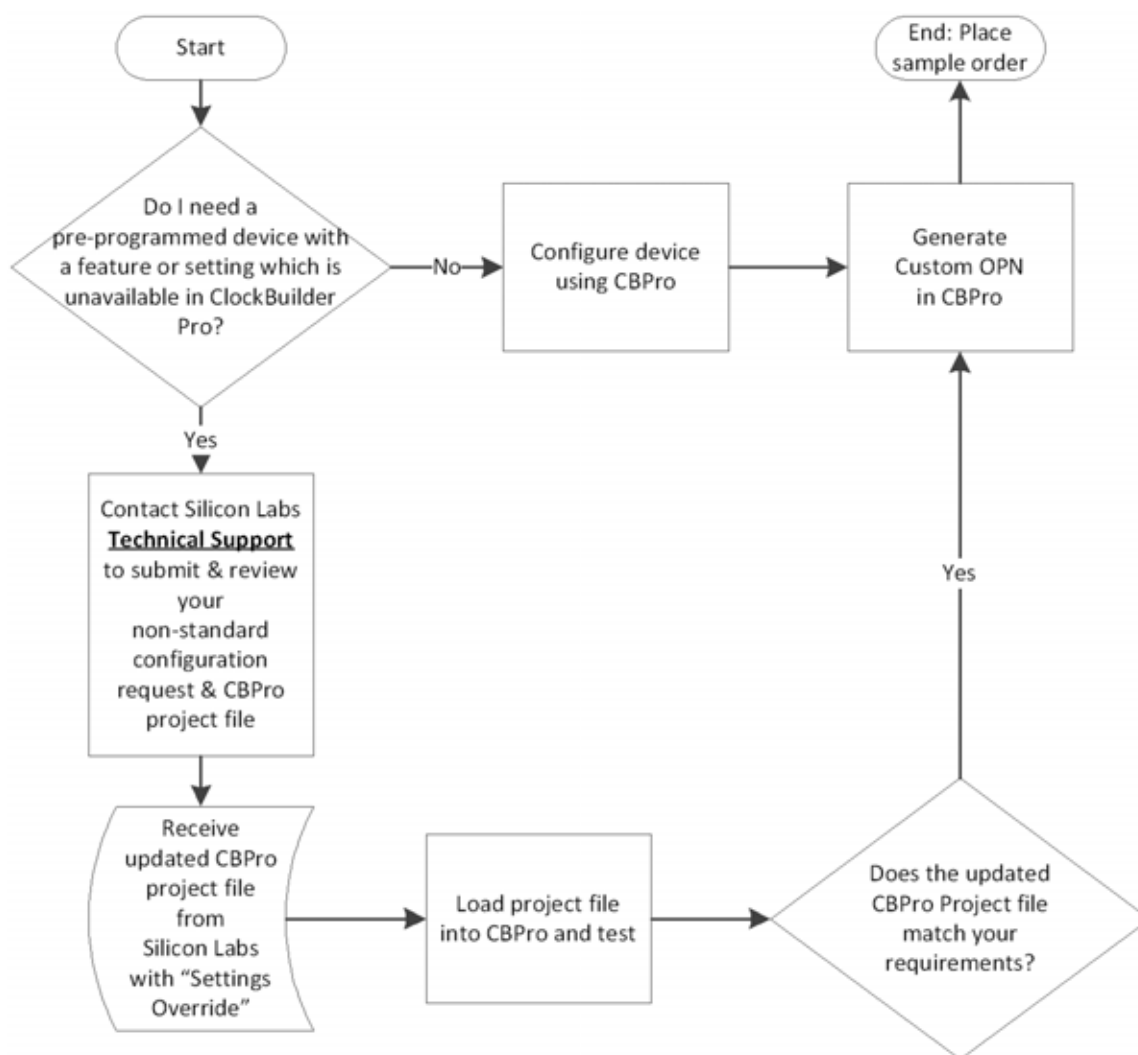 Start
End: Place
sample order
Do I need a
pre-programmed device with
a feature or setting which is
unavailable in ClockBuilder
Pro?
No
Configure device
using CBPro
Generate
Custom OPN
in CBPro
Yes
Contact Silicon Labs
Technical Support
to submit & review
your
non-standard
configuration
request & CBPro
project file
Yes
Receive
updated CBPro
project file
from
Silicon Labs
with “Settings
Override”
Load project file
into CBPro and test
Does the updated
CBPro Project file
match your
requirements?